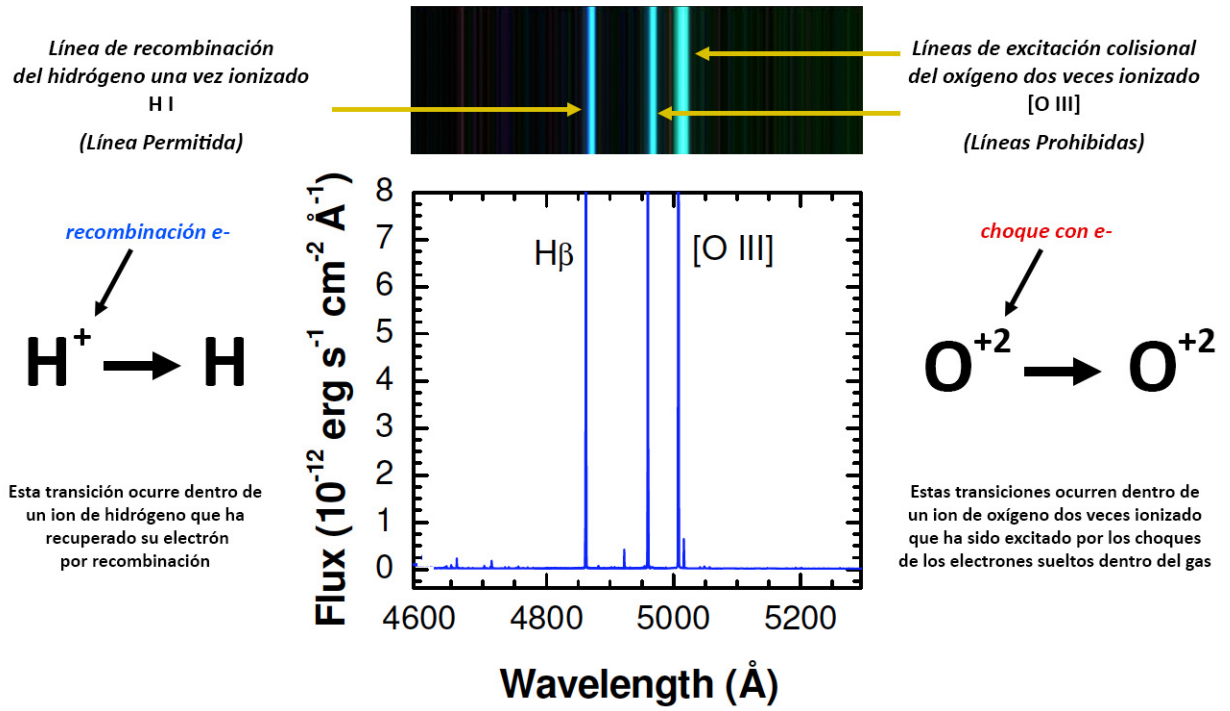 Línea de recombinación
del hidrógeno una vez ionizado
H I
(Línea Permitida)
Líneas de excitación colisional
del oxígeno dos veces ionizado
[O III]
(Líneas Prohibidas)
recombinación e-
H+ H
Esta transición ocurre dentro de
un ion de hidrógeno que ha
recuperado su electrón
por recombinación
Flux (10-12 erg s-1 cm-2 Å-1)
8
7
6
5
4
3
2
1
0
Hβ
[O III]
4600 4800 5000 5200
Wavelength (Å)
choque con e-
O+2 O+2
Estas transiciones ocurren dentro de
un ion de oxígeno dos veces ionizado
que ha sido excitado por los choques
de los electrones sueltos dentro del gas